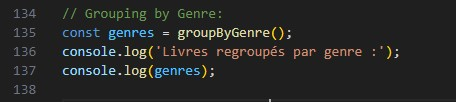 134 // Grouping by Genre:
135 const genres = groupByGenre();
136 console.log('Livres regroupés par genre :');
137 console.log(genres);
138